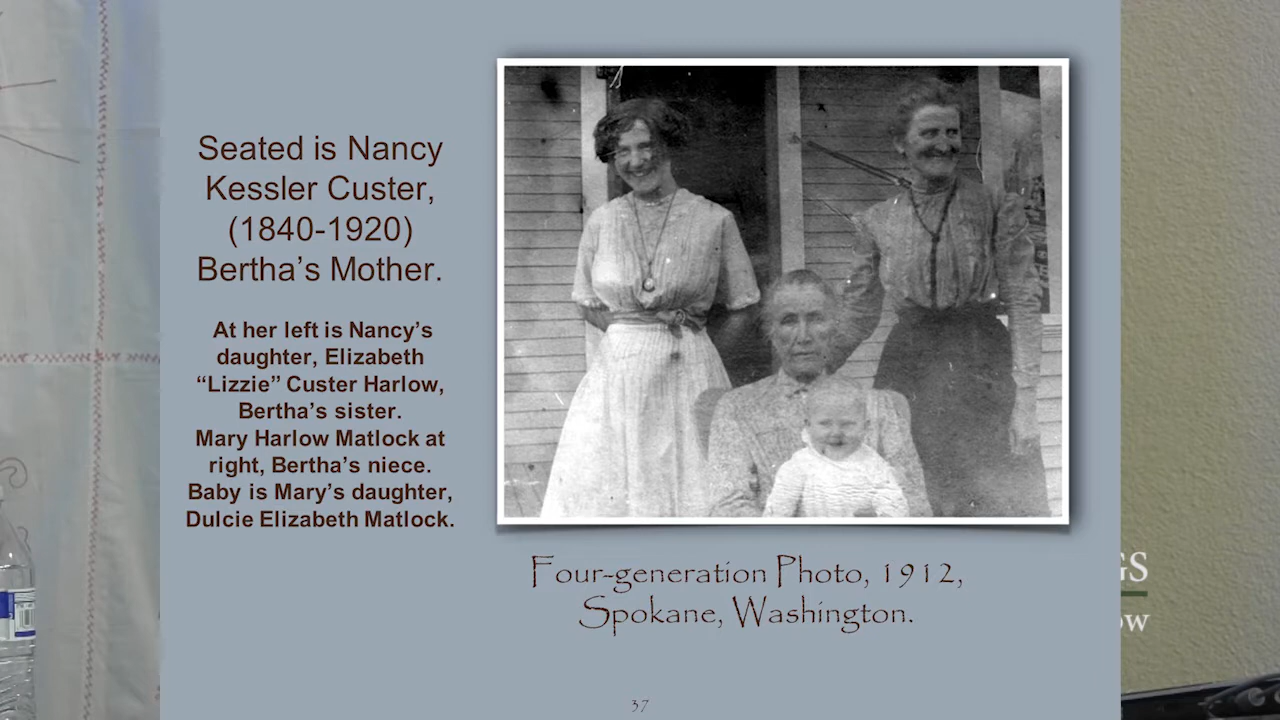 Seated is Nancy
Kessler Custer,
(1840-1920)
Bertha’s Mother.
At her left is Nancy’s
daughter, Elizabeth
“Lizzie” Custer Harlow,
Bertha’s sister.
Mary Harlow Matlock at
right, Bertha’s niece.
Baby is Mary’s daughter,
Dulcie Elizabeth Matlock.
Four-generation Photo, 1912,
Spokane, Washington.
37
GS
ow